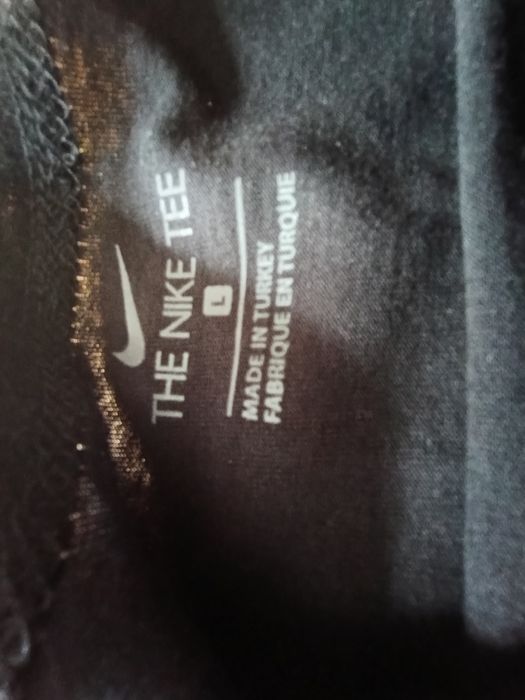 THE NIKE TEE
L
MADE IN TURKEY
FABRIQUE EN TURQUIE